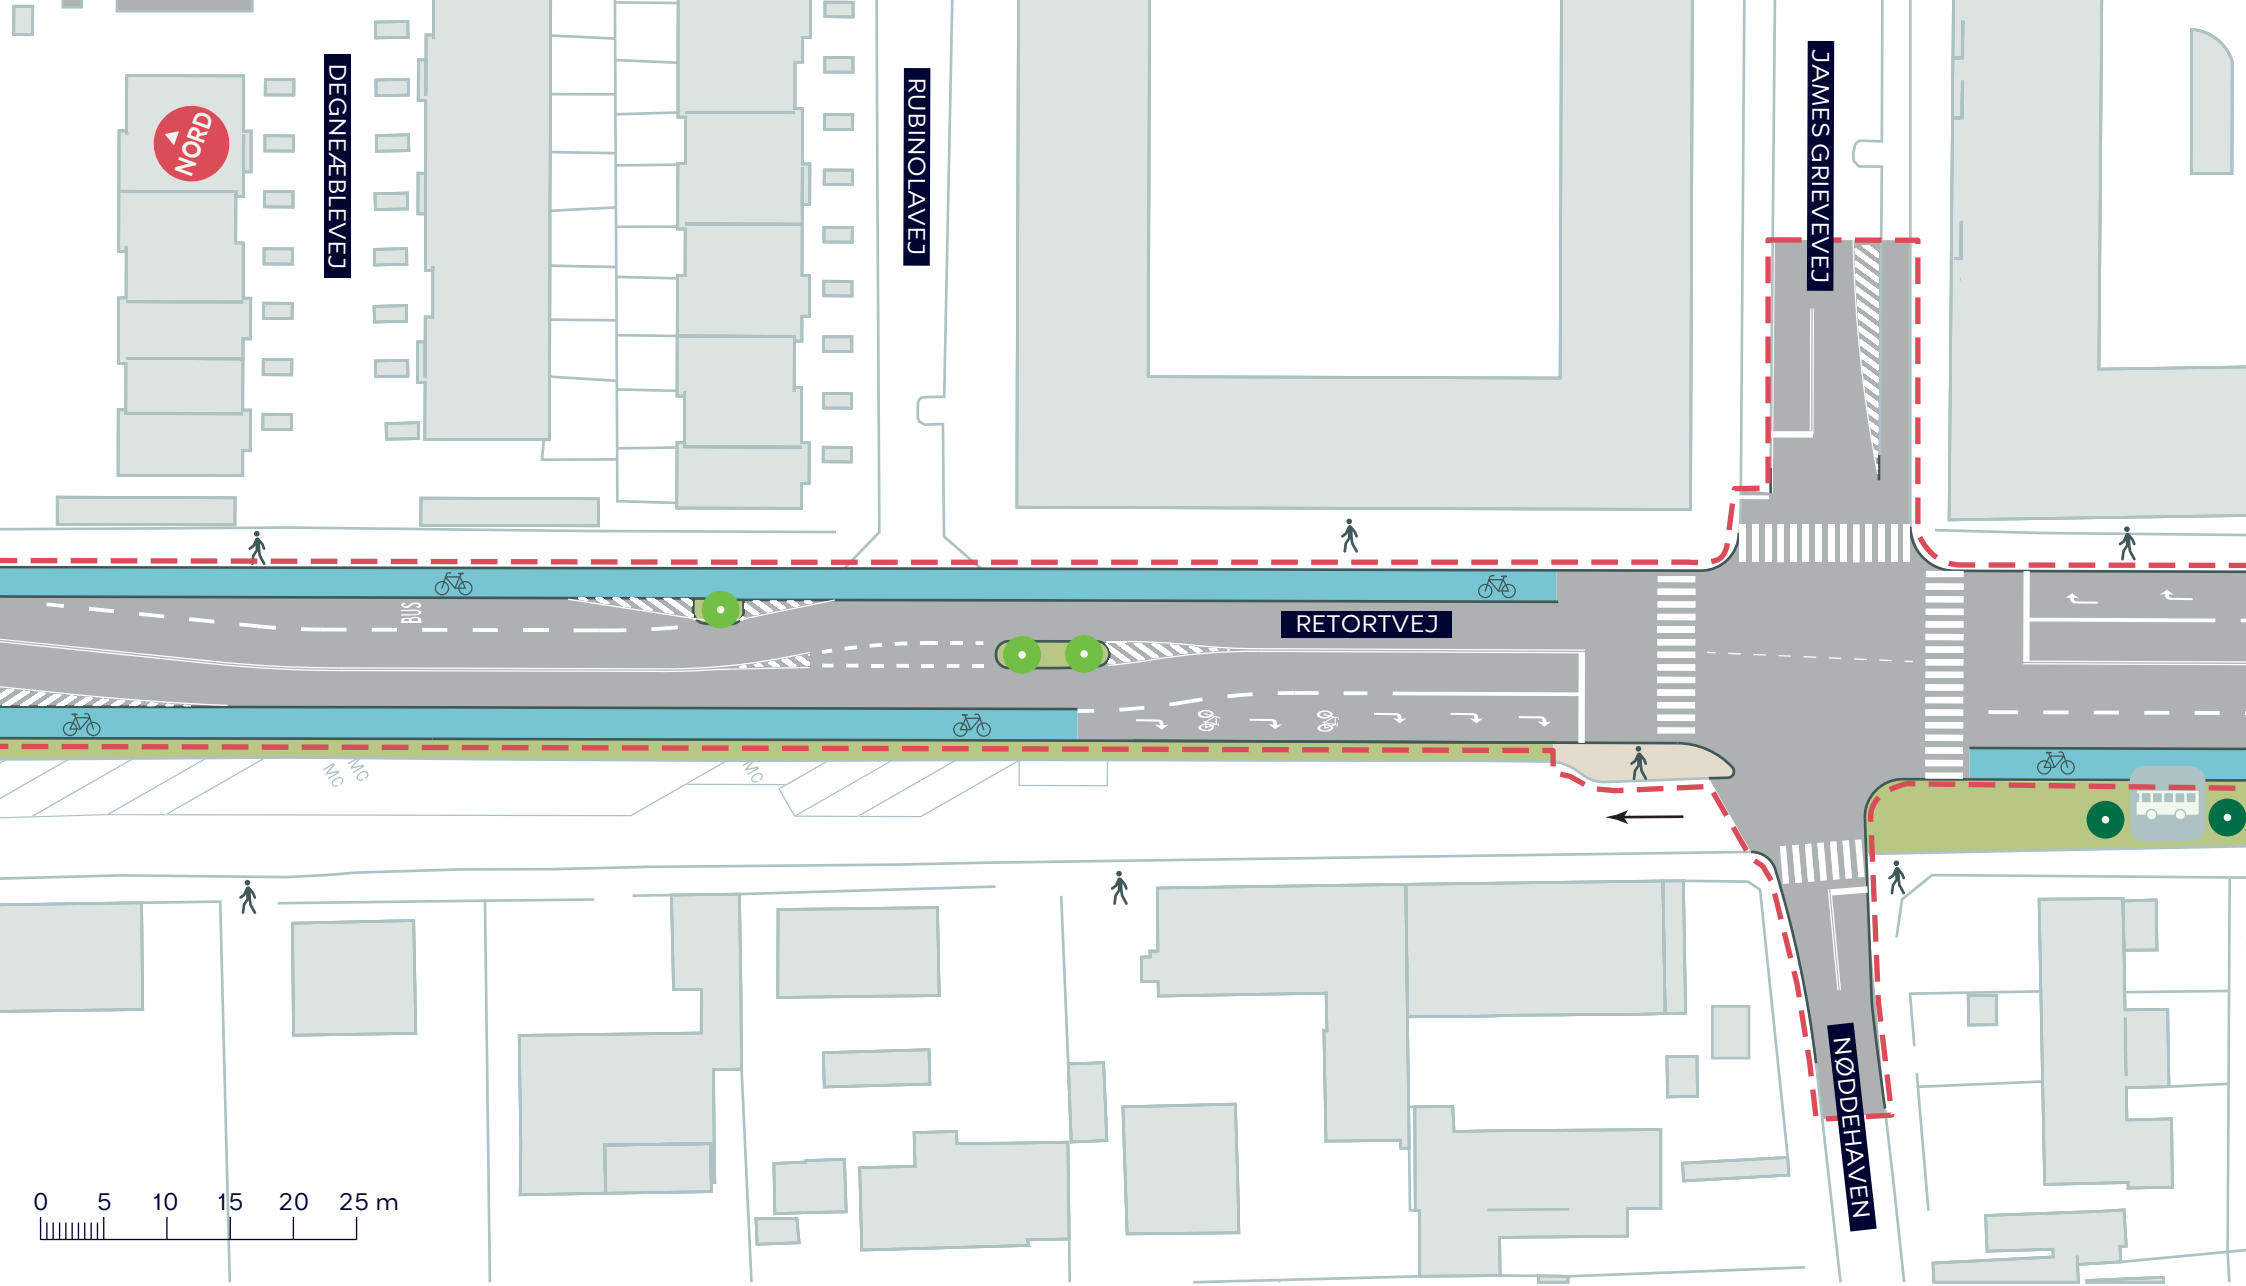 NORD
DEGNEÆBLEVEJ
RUBINOLAVEJ
JAMES GRIEVEVEJ
BUS
RETORTVEJ
MC
MC
MC
NØDDEHAVEN
0 5 10 15 20 25 m